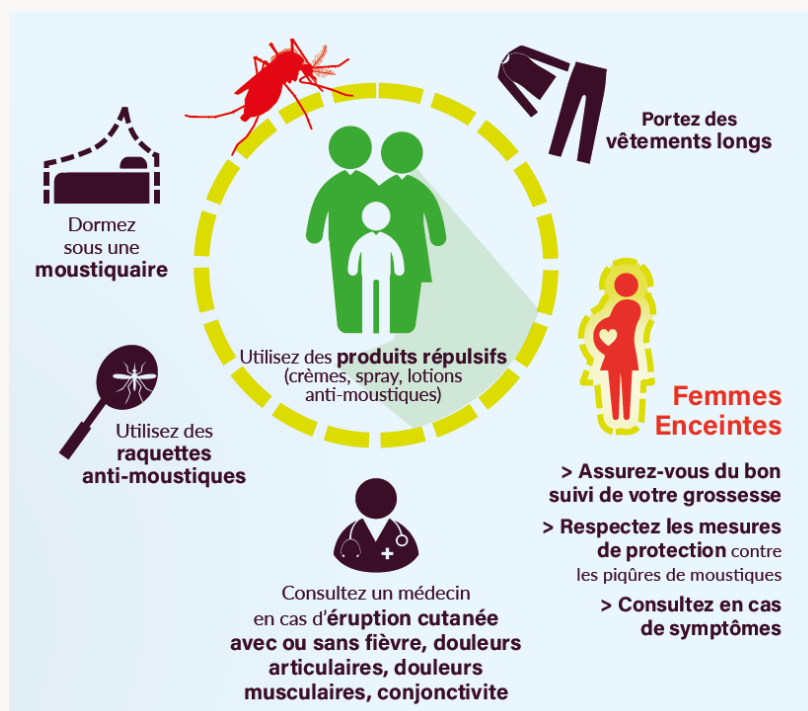 Portez des
vêtements longs
Dormez
sous une
moustiquaire
Utilisez des produits répulsifs
(crèmes, spray, lotions
anti-moustiques)
Utilisez des
raquettes
anti-moustiques
Femmes
Enceintes
> Assurez-vous du bon
suivi de votre grossesse
> Respectez les mesures
de protection contre
les piqûres de moustiques
> Consultez en cas
de symptômes
Consultez un médecin
en cas d'éruption cutanée
avec ou sans fièvre, douleurs
articulaires, douleurs
musculaires, conjonctivite